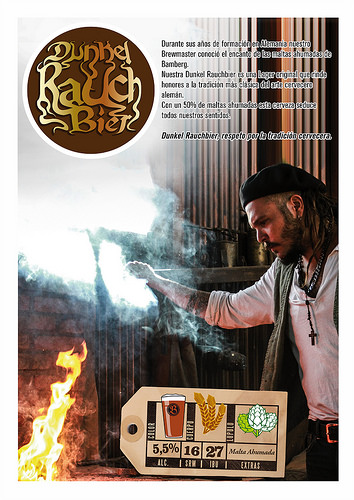 Dunkel
Rauch
Bier
Durante sus años de formación en Alemania nuestro
Brewmaster conoció el encanto de las maltas ahumadas de
Bamberg.
Nuestra Dunkel Rauchbier es una Lager original que rinde
honores a la tradición más clásica del arte cervecero
alemán.
Con un 50% de maltas ahumadas esta cerveza seduce
todos nuestros sentidos.
Dunkel Rauchbier, respeto por la tradición cervecera.
COLOR
CUERPO
LUPULO
5,5% 16 27 Malta Ahumada
ALC. SRM IBU EXTRAS